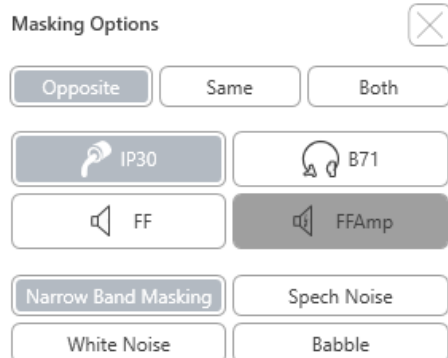 Masking Options
Opposite Same Both
IP30 B71
FF FFAmp
Narrow Band Masking Spech Noise
White Noise Babble